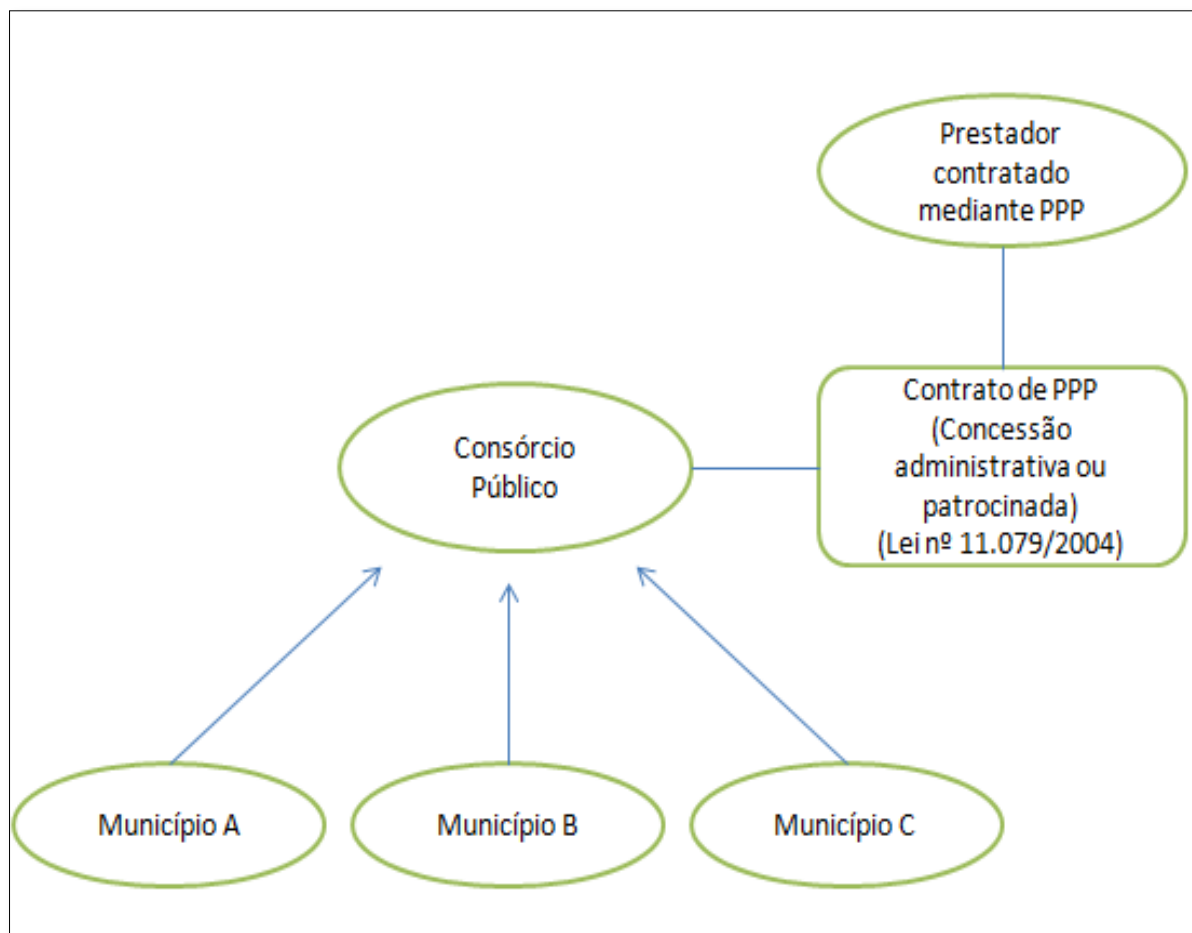 Prestador
contratado
mediante PPP
Contrato de PPP
(Concessão
administrativa ou
patrocinada)
(Lei nº 11.079/2004)
Consórcio
Público
Município A
Município B
Município C